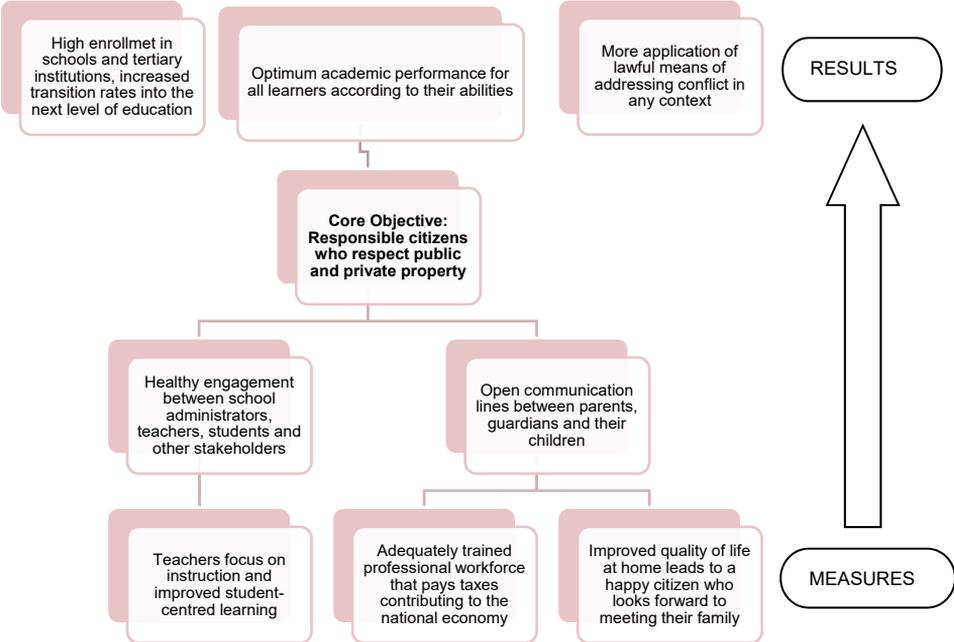 High enrollmet in
schools and tertiary
institutions, increased
transition rates into the
next level of education
Optimum academic performance for
all learners according to their abilities
More application of
lawful means of
addressing conflict in
any context
RESULTS
Core Objective:
Responsible citizens
who respect public
and private property
Healthy engagement
between school
administrators,
teachers, students and
other stakeholders
Open communication
lines between parents,
guardians and their
children
Teachers focus on
instruction and
improved student-
centred learning
Adequately trained
professional workforce
that pays taxes
contributing to the
national economy
Improved quality of life
at home leads to a
happy citizen who
looks forward to
meeting their family
MEASURES